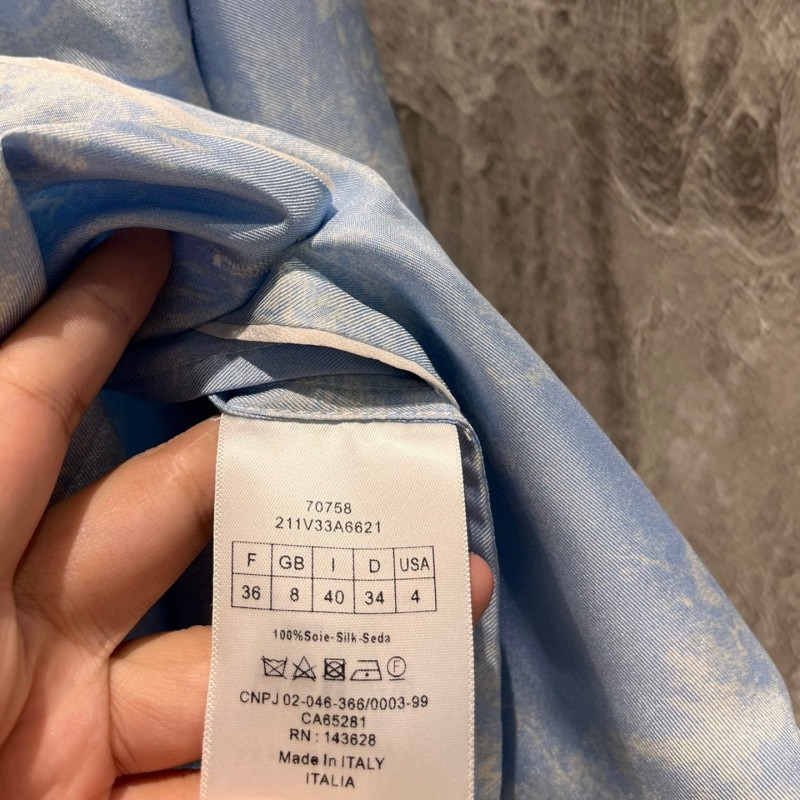 70758
211V33A6621
F GB I D USA
36 8 40 34 4
100%Soie-Silk-Seda
F
CNPJ 02-046-366/0003-99
CA65281
RN : 143628
Made In ITALY
ITALIA